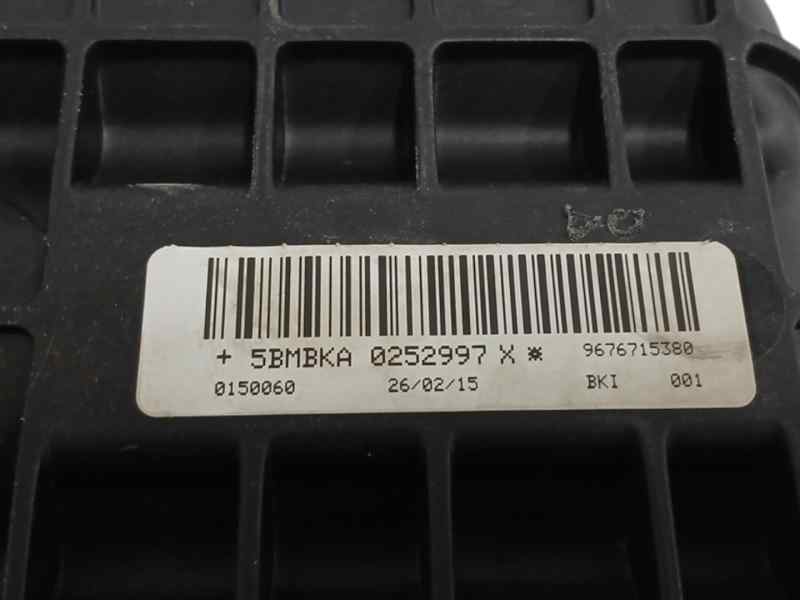 + 5BMBKA 0252997 X ※ 9676715380
0150060 26/02/15 BKI 001